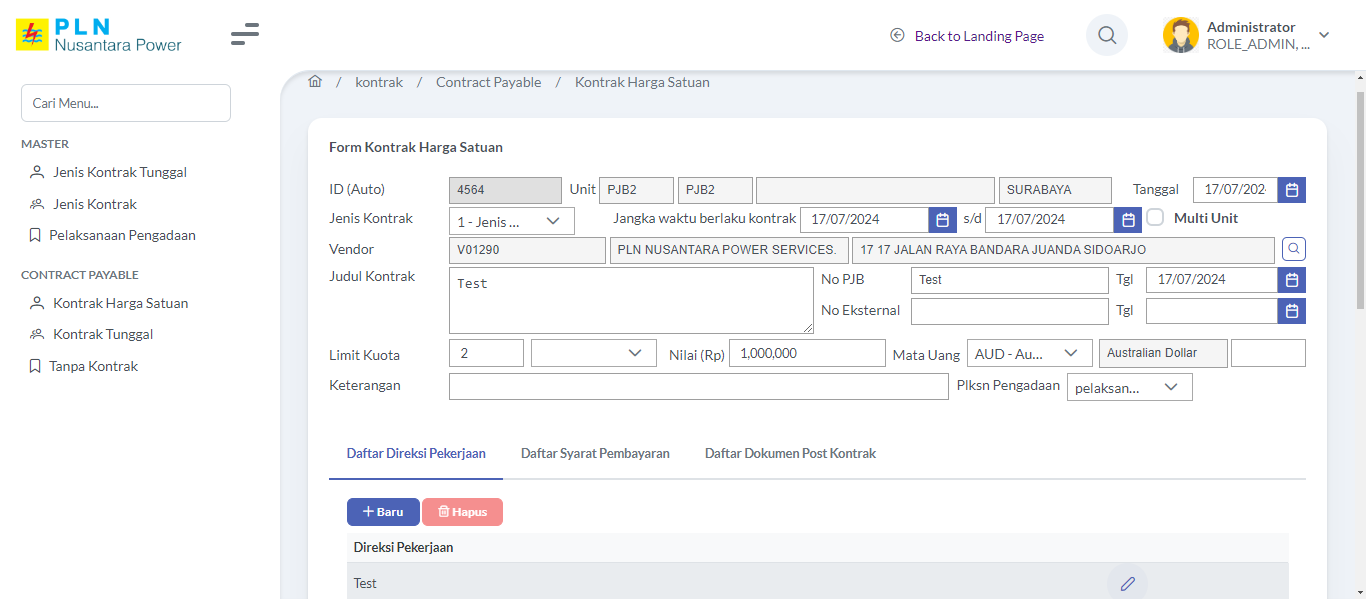 PLN
Nusantara Power
Back to Landing Page
Administrator
ROLE_ADMIN, ...
Cari Menu...
MASTER
Jenis Kontrak Tunggal
Jenis Kontrak
Pelaksanaan Pengadaan
CONTRACT PAYABLE
Kontrak Harga Satuan
Kontrak Tunggal
Tanpa Kontrak
/ kontrak / Contract Payable / Kontrak Harga Satuan
Form Kontrak Harga Satuan
ID (Auto) 4564 Unit PJB2 PJB2 SURABAYA Tanggal 17/07/202
Jenis Kontrak 1 - Jenis ... Jangka waktu berlaku kontrak 17/07/2024 s/d 17/07/2024 Multi Unit
Vendor V01290 PLN NUSANTARA POWER SERVICES. 17 17 JALAN RAYA BANDARA JUANDA SIDOARJO
Judul Kontrak Test No PJB Test Tgl 17/07/2024
No Eksternal Tgl
Limit Kuota 2 Nilai (Rp) 1,000,000 Mata Uang AUD - Au... Australian Dollar
Keterangan Plksn Pengadaan pelaksan...
Daftar Direksi Pekerjaan Daftar Syarat Pembayaran Daftar Dokumen Post Kontrak
+ Baru Hapus
Direksi Pekerjaan
Test